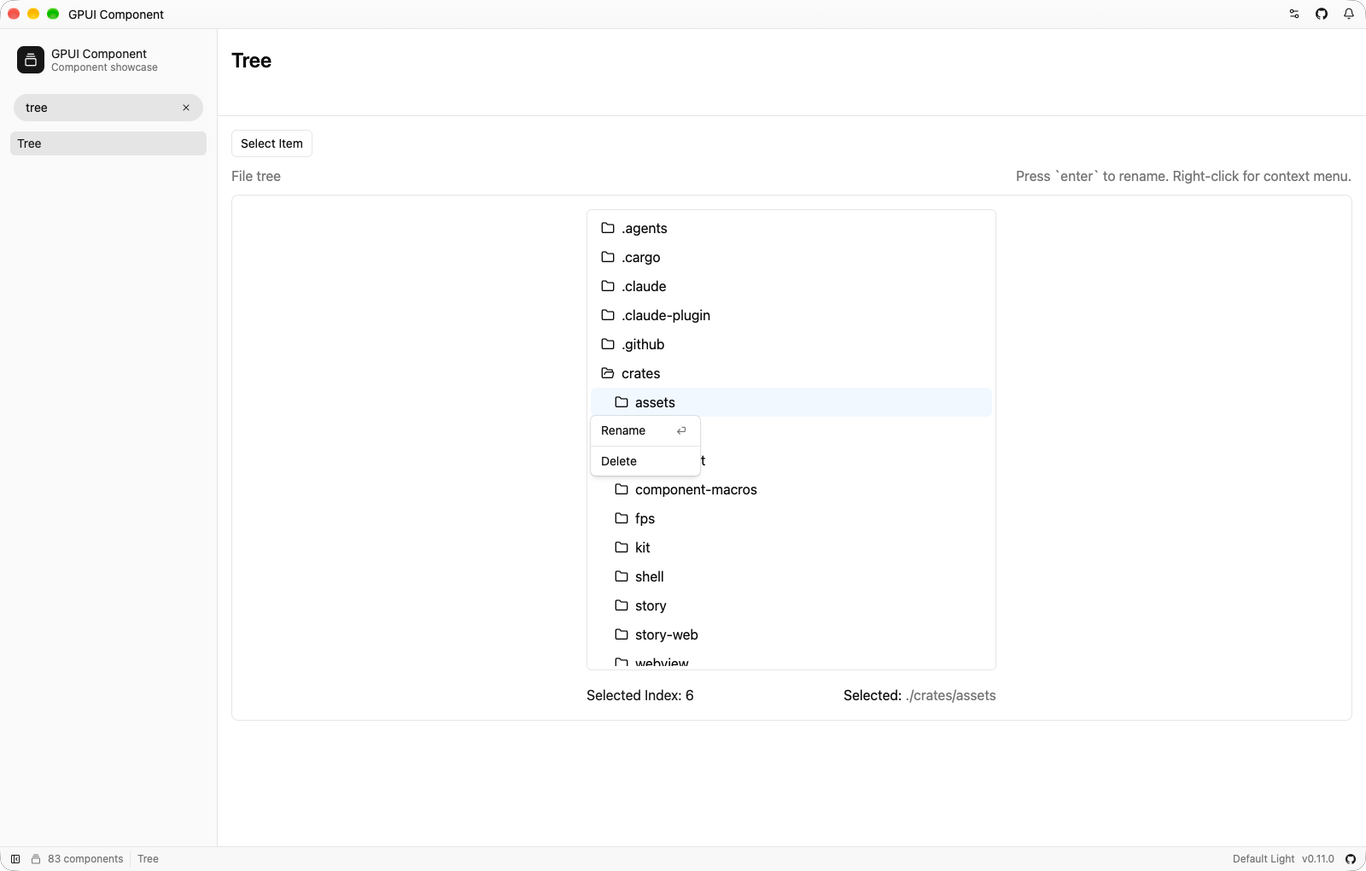 GPUI Component
GPUI Component
Component showcase
tree
Tree
Tree
Select Item
File tree
Press `enter` to rename. Right-click for context menu.
.agents
.cargo
.claude
.claude-plugin
.github
crates
assets
Rename
Delete
t
component-macros
fps
kit
shell
story
story-web
webview
Selected Index: 6
Selected: ./crates/assets
83 components
Tree
Default Light
v0.11.0